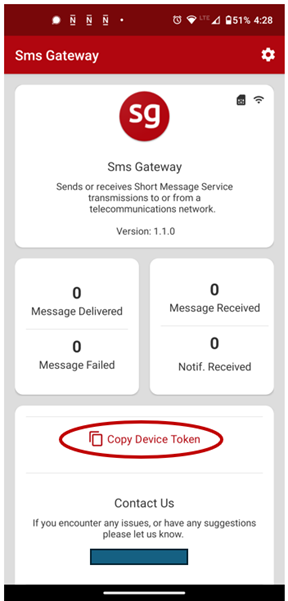 LTE 51% 4:28
Sms Gateway
sg
Sms Gateway
Sends or receives Short Message Service
transmissions to or from a
telecommunications network.
Version: 1.1.0
0
Message Delivered
0
Message Failed
0
Message Received
0
Notif. Received
Copy Device Token
Contact Us
If you encounter any issues, or have any suggestions
please let us know.